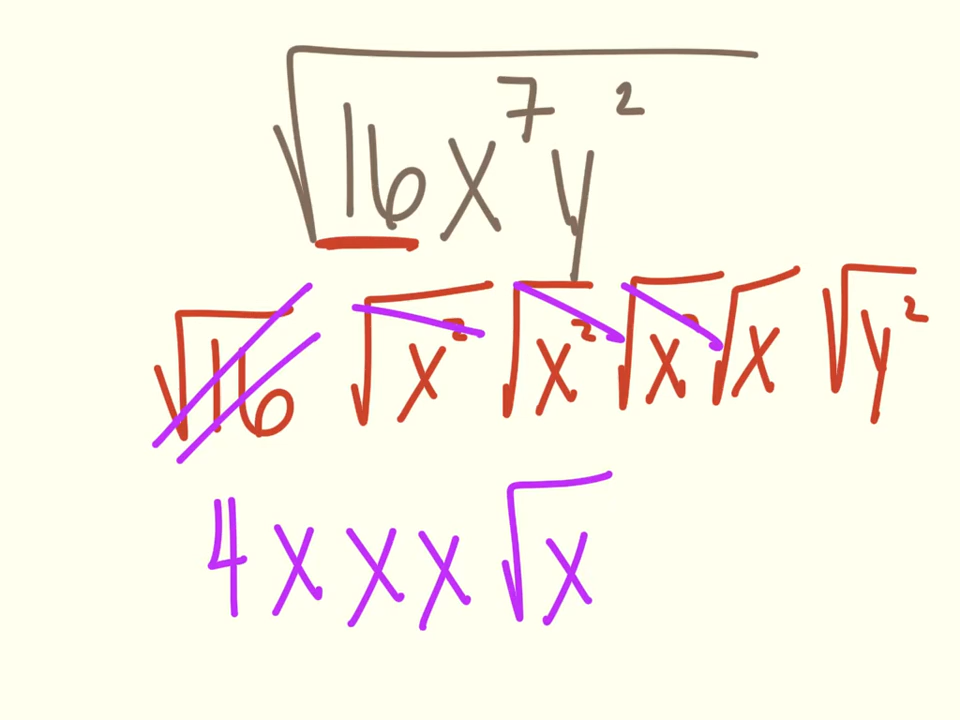 √16x⁷y²
√16 √x² √x² √x² √x √y²
4xxx√x